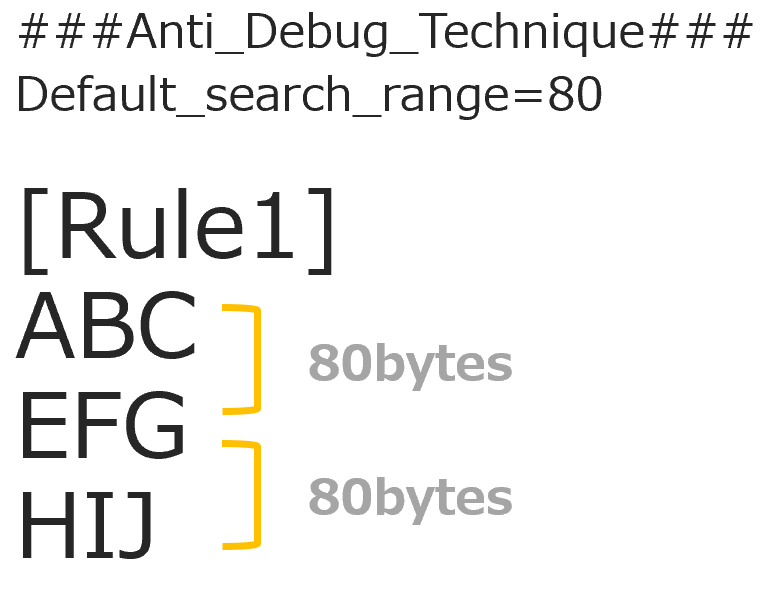 ###Anti_Debug_Technique###
Default_search_range=80
[Rule1]
ABC
80bytes
EFG
80bytes
HIJ